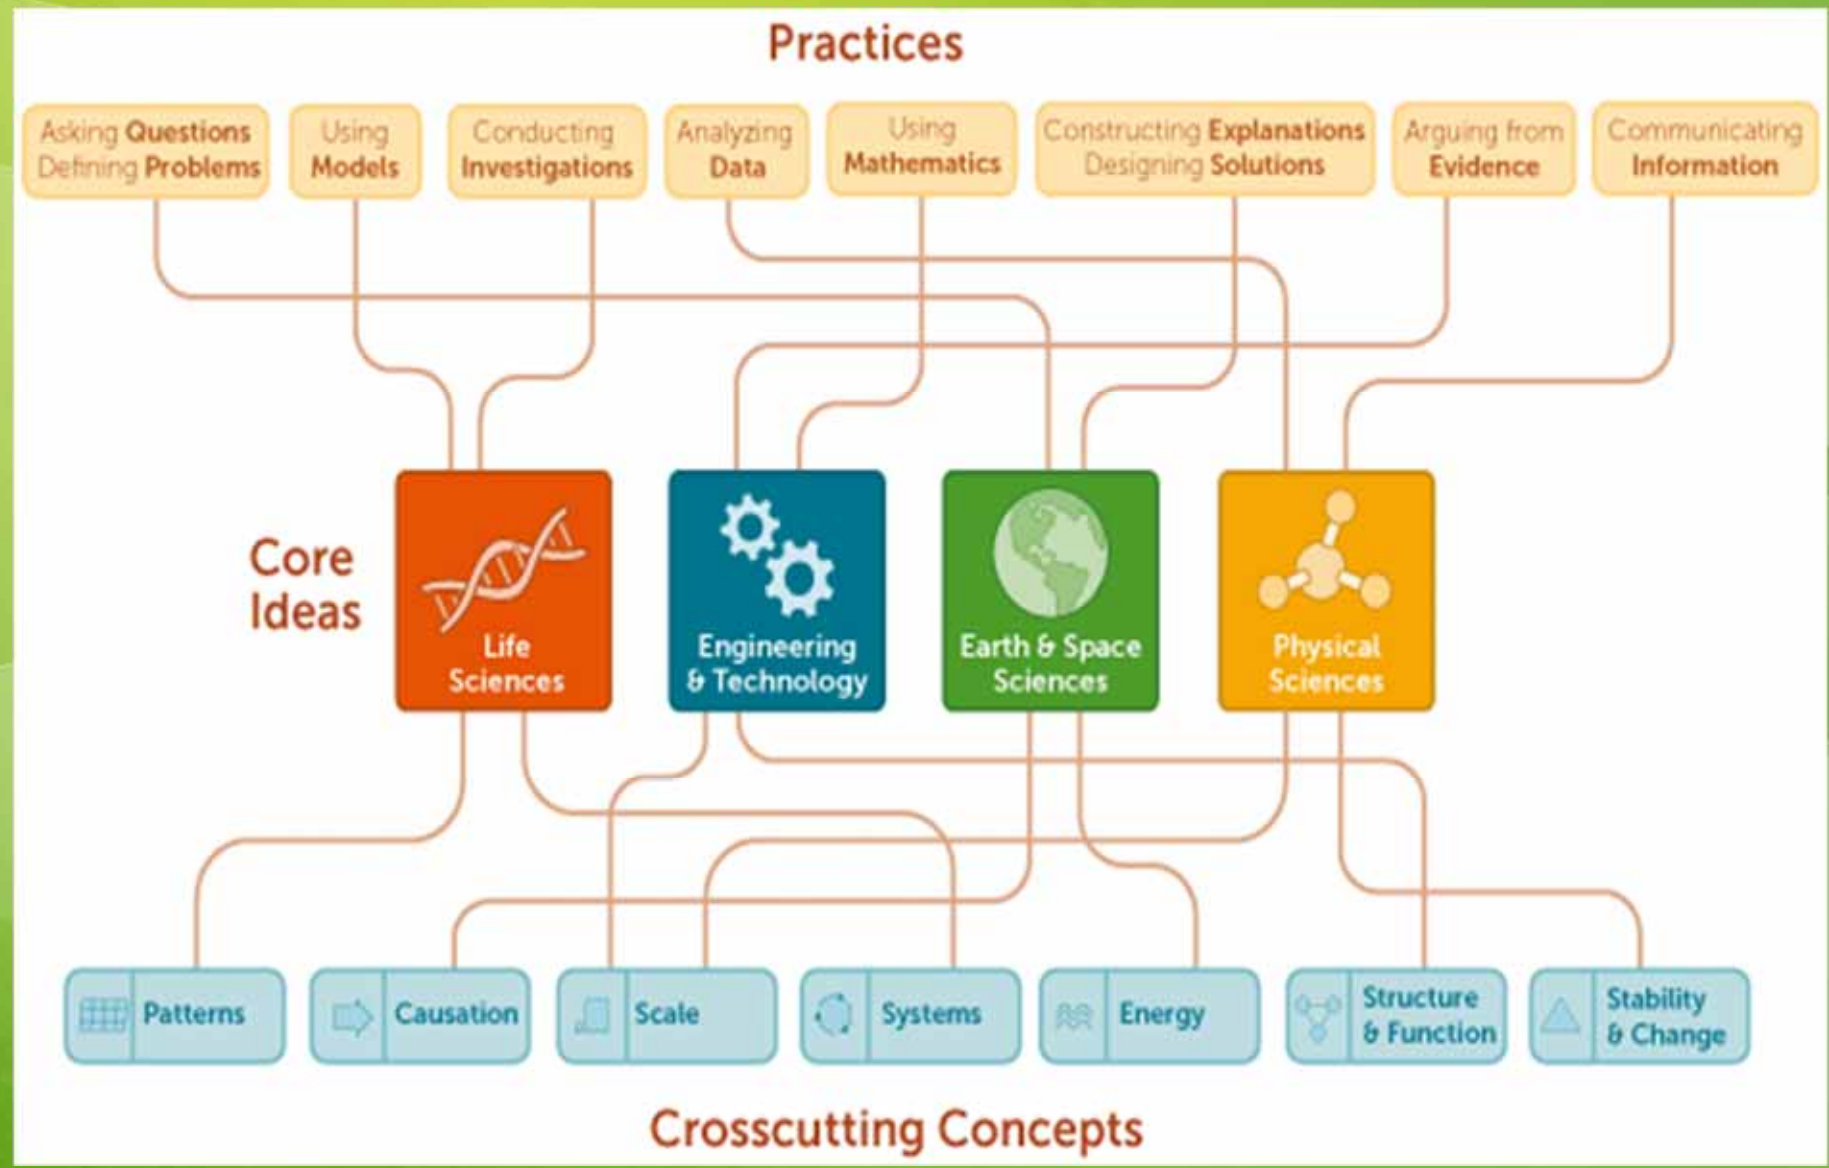 Practices
Asking Questions
Defining Problems
Using
Models
Conducting
Investigations
Analyzing
Data
Using
Mathematics
Constructing Explanations
Designing Solutions
Arguing from
Evidence
Communicating
Information
Core
Ideas
Life
Sciences
Engineering
& Technology
Earth & Space
Sciences
Physical
Sciences
Patterns
Causation
Scale
Systems
Energy
Structure
& Function
Stability
& Change
Crosscutting Concepts